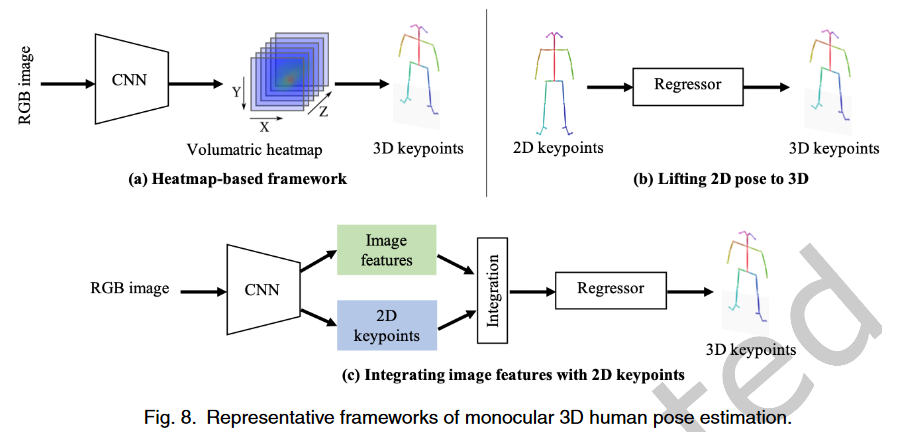 RGB image
CNN
Y
X
Z
Volumatric heatmap
3D keypoints
(a) Heatmap-based framework
2D keypoints
Regressor
3D keypoints
(b) Lifting 2D pose to 3D
RGB image
CNN
Image
features
2D
keypoints
Integration
Regressor
3D keypoints
(c) Integrating image features with 2D keypoints
ted
Fig. 8. Representative frameworks of monocular 3D human pose estimation.